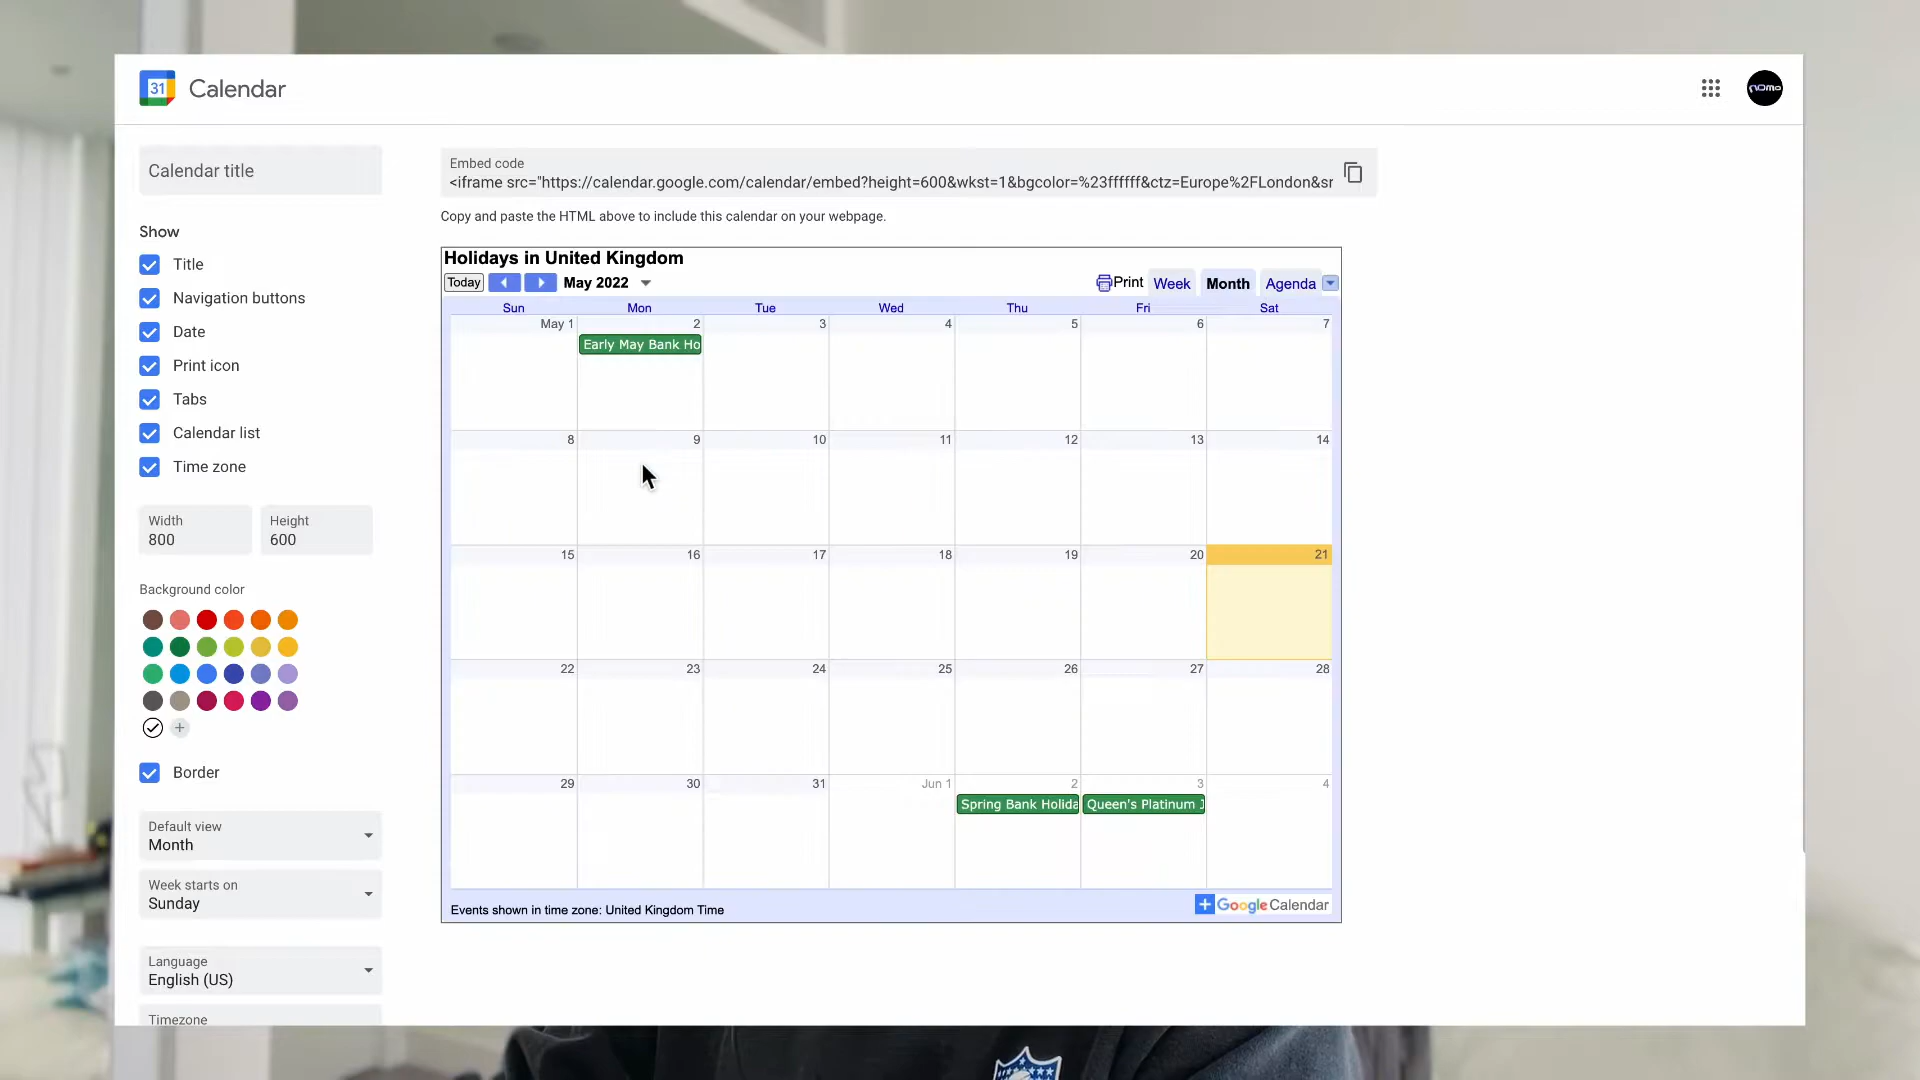 31 Calendar
nomo
Calendar title
Embed code
<iframe src="https://calendar.google.com/calendar/embed?height=600&wkst=1&bgcolor=%23ffffff&ctz=Europe%2FLondon&sr
Copy and paste the HTML above to include this calendar on your webpage.
Show
Title
Navigation buttons
Date
Print icon
Tabs
Calendar list
Time zone
Width
800
Height
600
Background color
Border
Default view
Month
Week starts on
Sunday
Language
English (US)
Timezone
Holidays in United Kingdom
Today May 2022 Print Week Month Agenda
Sun Mon Tue Wed Thu Fri Sat
May 1 2 3 4 5 6 7
Early May Bank Ho
8 9 10 11 12 13 14
15 16 17 18 19 20 21
22 23 24 25 26 27 28
29 30 31 Jun 1 2 3 4
Spring Bank Holida Queen's Platinum J
Events shown in time zone: United Kingdom Time
Google Calendar